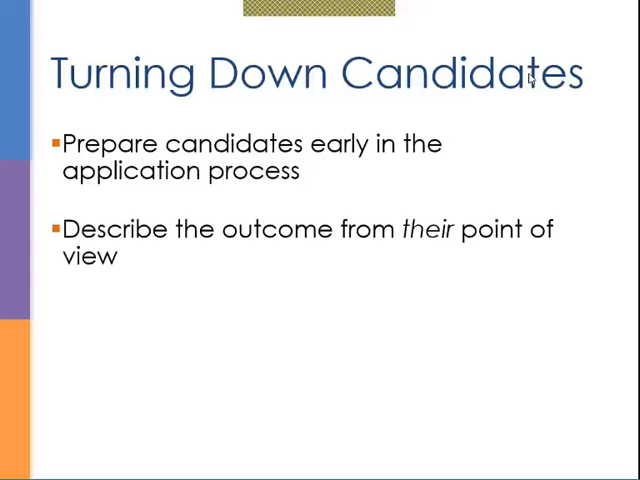 Turning Down Candidates
Prepare candidates early in the
application process
Describe the outcome from their point of
view